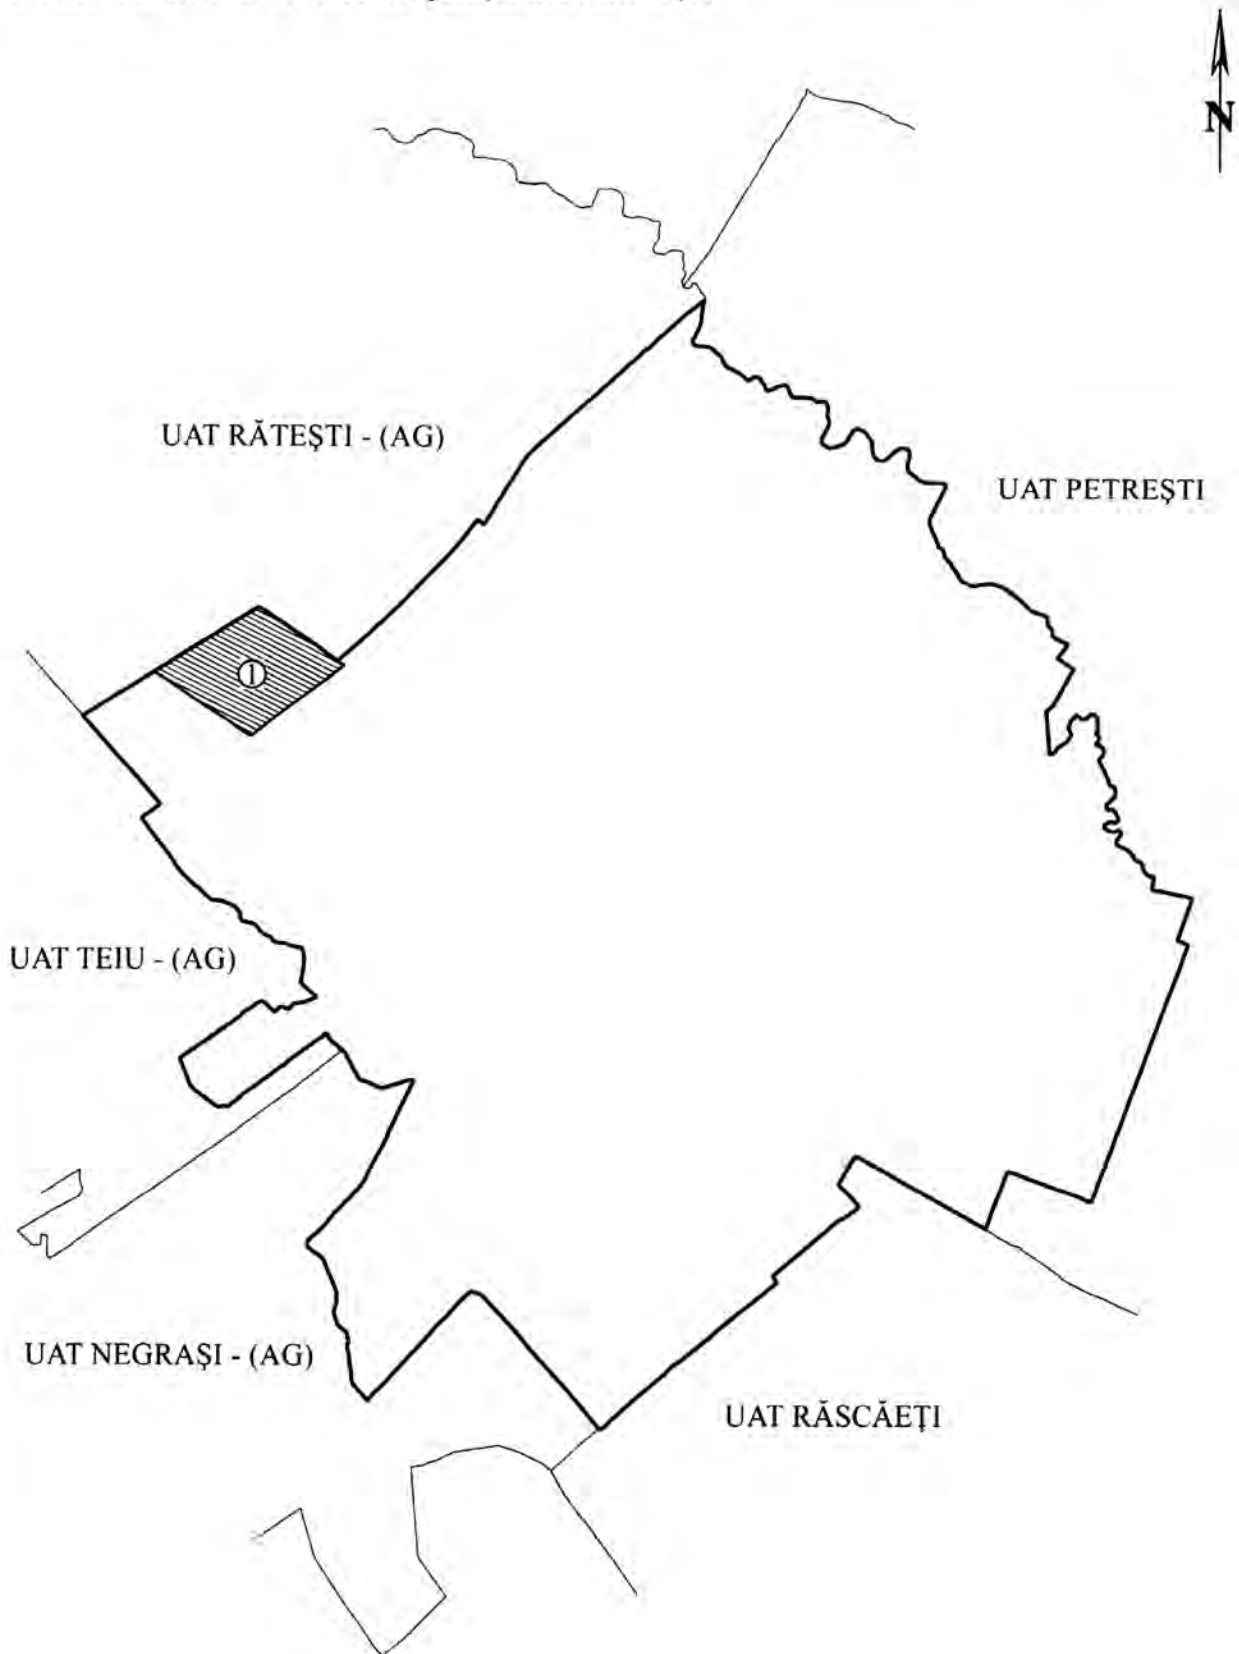 N
UAT RĂTEŞTI - (AG)
UAT PETREŞTI
1
UAT TEIU - (AG)
UAT NEGRAŞI - (AG)
UAT RĂSCĂEŢI